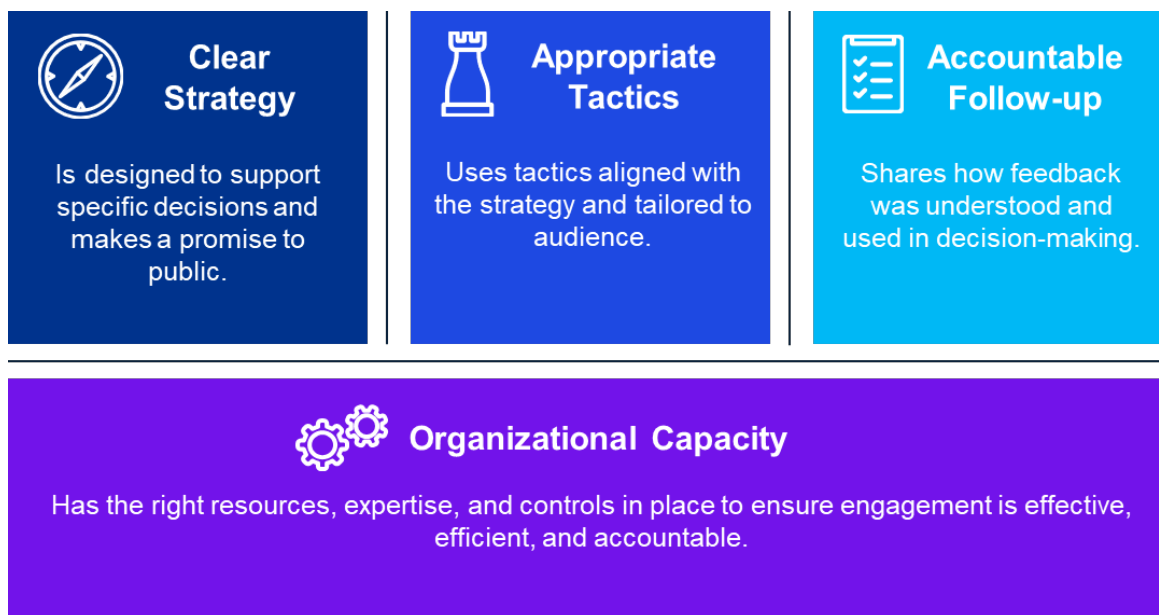 Clear
Strategy
Is designed to support
specific decisions and
makes a promise to
public.
Appropriate
Tactics
Uses tactics aligned with
the strategy and tailored to
audience.
Accountable
Follow-up
Shares how feedback
was understood and
used in decision-making.
Organizational Capacity
Has the right resources, expertise, and controls in place to ensure engagement is effective,
efficient, and accountable.